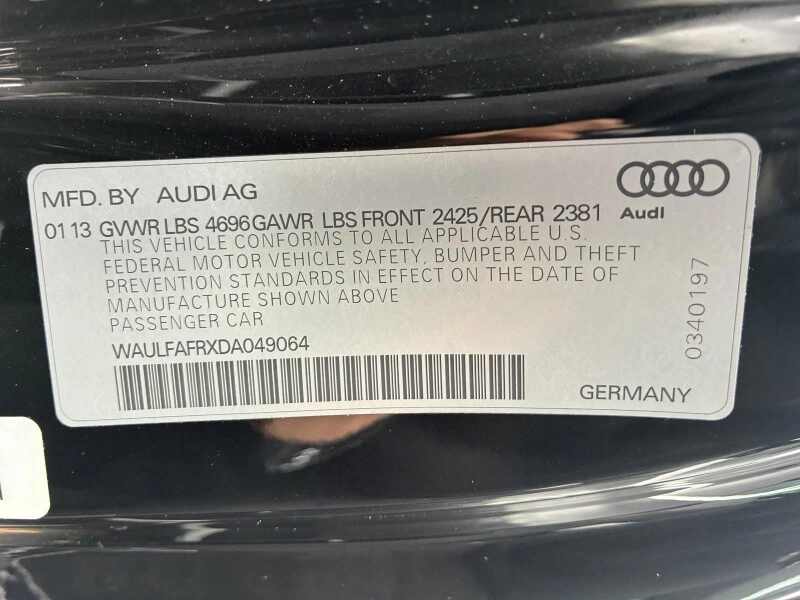 MFD. BY AUDI AG
01 13 GVWR LBS 4696 GAWR LBS FRONT 2425/REAR 2381
THIS VEHICLE CONFORMS TO ALL APPLICABLE U.S.
FEDERAL MOTOR VEHICLE SAFETY, BUMPER AND THEFT
PREVENTION STANDARDS IN EFFECT ON THE DATE OF
MANUFACTURE SHOWN ABOVE
PASSENGER CAR
WAULFAFRXDA049064
Audi
0340197
GERMANY